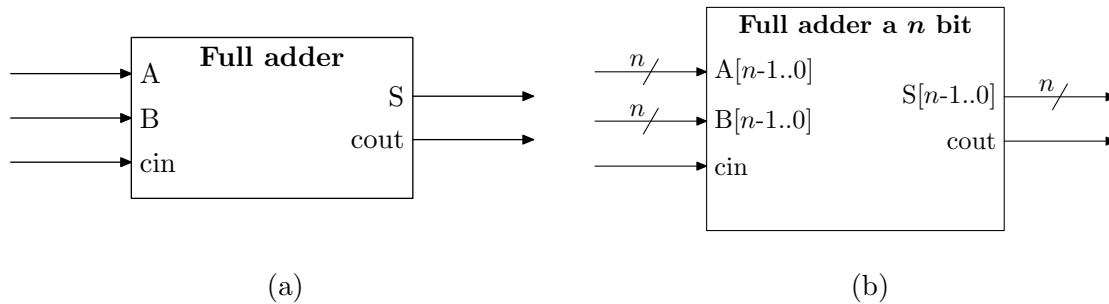 Full adder
A
B
cin
S
cout
(a)
Full adder a n bit
n
A[n-1..0]
n
B[n-1..0]
cin
S[n-1..0]
n
cout
(b)